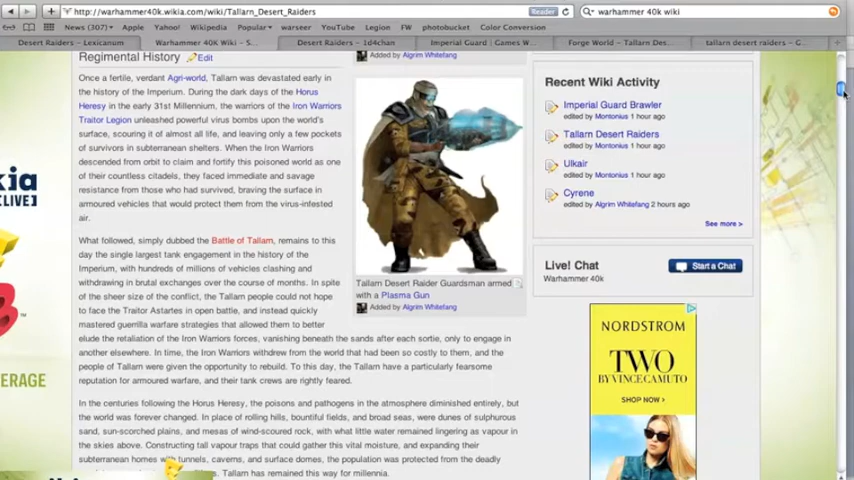 http://warhammer40k.wikia.com/wiki/Tallarn_Desert_Raiders
Reader
warhammer 40k wiki
News (307)
Apple
Yahoo!
Wikipedia
Popular
warseer
YouTube
Legion
FW
photobucket
Desert Raiders – Lexicanum
Warhammer 40K Wiki – S...
Desert Raiders – 1d4chan
Imperial Guard | Games W...
Forge World – Tallarn Des...
tallarn desert raiders – G...
Regimental History
Edit
Once a fertile, verdant Agri-world, Tallarn was devastated early in
the history of the Imperium. During the dark days of the Horus
Heresy in the early 31st Millennium, the warriors of the Iron Warriors
Traitor Legion unleashed powerful virus bombs upon the world's
surface, scouring it of almost all life, and leaving only a few pockets
of survivors in subterranean shelters. When the Iron Warriors
descended from orbit to claim and fortify this poisoned world as one
of their countless citadels, they faced immediate and savage
resistance from those who had survived, braving the surface in
armoured vehicles that would protect them from the virus-infested
air.
What followed, simply dubbed the Battle of Tallarn, remains to this
day the single largest tank engagement in the history of the
Imperium, with hundreds of millions of vehicles clashing and
withdrawing in brutal exchanges over the course of months. In spite
of the sheer size of the conflict, the Tallarn people could not hope
to face the Traitor Astartes in open battle, and instead quickly
mastered guerrilla warfare strategies that allowed them to better
elude the retaliation of the Iron Warriors forces, vanishing beneath the sands after each sortie, only to engage in
another elsewhere. In time, the Iron Warriors withdrew from the world that had been so costly to them, and the
people of Tallarn were given the opportunity to rebuild. To this day, the Tallarn have a particularly fearsome
reputation for armoured warfare, and their tank crews are rightly feared.
In the centuries following the Horus Heresy, the poisons and pathogens in the atmosphere diminished entirely, but
the world was forever changed. In place of rolling hills, bountiful fields, and broad seas, were dunes of sulphurous
sand, sun-scorched plains, and mesas of wind-scoured rock, with what little water remained lingering as vapour in
the skies above. Constructing tall vapour traps that could gather this vital moisture, and expanding their
subterranean homes with tunnels, caverns, and surface domes, the population was protected from the deadly
Tallarn has remained this way for millennia.
Added by Algrim Whitefang
Tallarn Desert Raider Guardsman armed
with a Plasma Gun
Added by Algrim Whitefang
Recent Wiki Activity
Imperial Guard Brawler
edited by Montonius 1 hour ago
Tallarn Desert Raiders
edited by Montonius 1 hour ago
Ulkair
edited by Montonius 1 hour ago
Cyrene
edited by Algrim Whitefang 2 hours ago
See more >
Live! Chat
Warhammer 40k
Start a Chat
NORDSTROM
TWO
BY VINCE CAMUTO
SHOP NOW >
kia
LIVE]
3
ERAGE